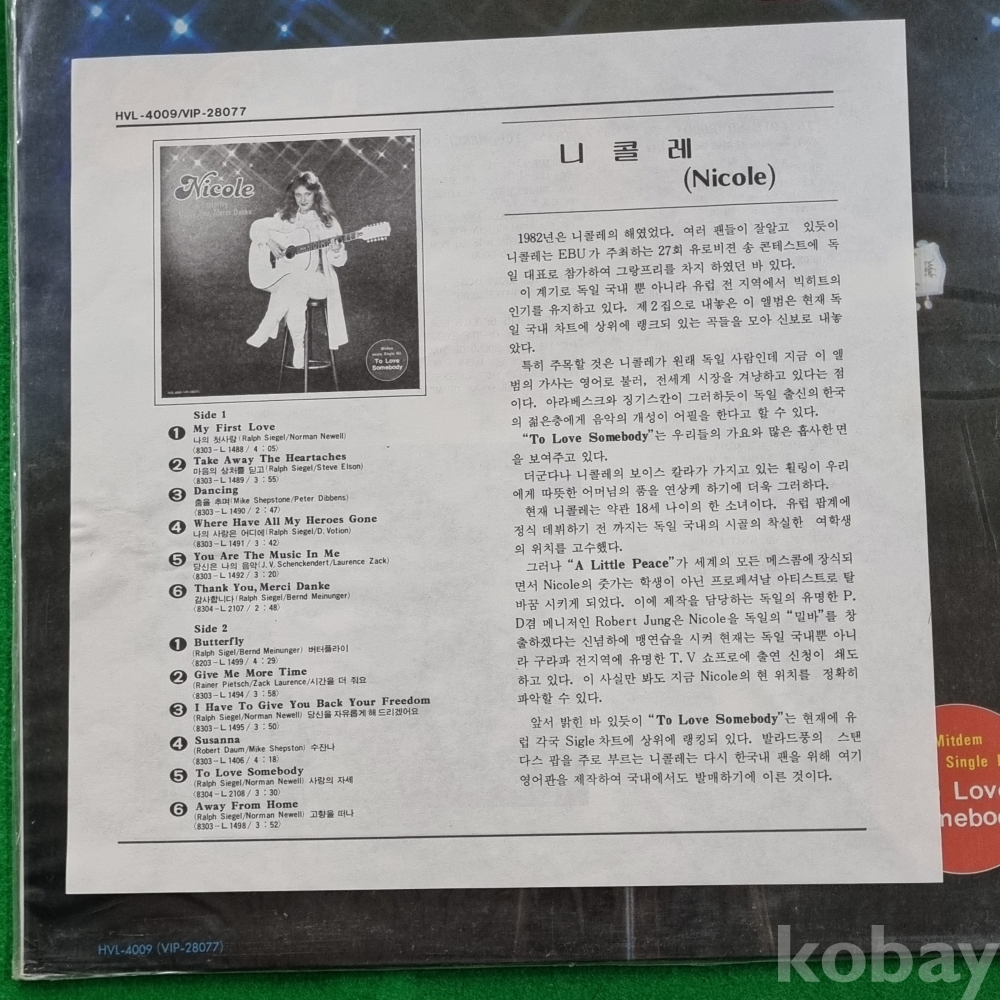 HVL-4009/VIP-28077
Nicole
Thank You, Merci Danke
Mitdem
Single Hit
To Love
Somebody
Side 1
1 My First Love
나의 첫사랑(Ralph Siegel/Norman Newell)
(8303-L 1488 / 4 : 05)
2 Take Away The Heartaches
마음의 상처를 딛고(Ralph Siegel/Steve Elson)
(8303-L 1489 / 3 : 55)
3 Dancing
춤을 추며(Mike Shepstone/Peter Dibbens)
(8303-L 1490 / 2 : 47)
4 Where Have All My Heroes Gone
나의 사랑은 어디에(Ralph Siegel/D. Votion)
(8303-L 1491 / 3 : 42)
5 You Are The Music In Me
당신은 나의 음악(J.V. Schenckendert/Laurence Zack)
(8303-L 1492 / 3 : 20)
6 Thank You, Merci Danke
감사합니다(Ralph Siegel/Bernd Meinunger)
(8304-L 2107 / 2 : 48)
Side 2
1 Butterfly
(Ralph Sigel/Bernd Meinunger) 버터플라이
(8203-L 1499 / 4 : 29)
2 Give Me More Time
(Rainer Pietsch/Zack Laurence/시간을 더 줘요
(8303-L 1494 / 3 : 58)
3 I Have To Give You Back Your Freedom
(Ralph Siegel/Norman Newell) 당신을 자유롭게 해 드리겠어요
(8303-L 1495 / 3 : 50)
4 Susanna
(Robert Daum/Mike Shepston) 수잔나
(8303-L 1406 / 4 : 18)
5 To Love Somebody
(Ralph Siegel/Norman Newell) 사랑의 자세
(8304-L 2108 / 3 : 30)
6 Away From Home
(Ralph Siegel/Norman Newell) 고향을 떠나
(8303-L 1498 / 3 : 52)
니 콜 레
(Nicole)
1982년은 니콜레의 해였었다. 여러 팬들이 잘알고 있듯이
니콜레는 EBU가 주최하는 27회 유로비젼 송 콘테스트에 독
일 대표로 참가하여 그랑프리를 차지 하였던 바 있다.
이 계기로 독일 국내 뿐 아니라 유럽 전 지역에서 빅히트의
인기를 유지하고 있다. 제2집으로 내놓은 이 앨범은 현재 독
일 국내 차트에 상위에 랭크되 있는 곡들을 모아 신보로 내놓
았다.
특히 주목할 것은 니콜레가 원래 독일 사람인데 지금 이 앨
범의 가사는 영어로 불러, 전세계 시장을 겨냥하고 있다는 점
이다. 아라베스크와 징기스칸이 그러하듯이 독일 출신의 한국
의 젊은층에게 음악의 개성이 어필을 한다고 할 수 있다.
“To Love Somebody”는 우리들의 가요와 많은 흡사한 면
을 보여주고 있다.
더군다나 니콜레의 보이스 칼라가 가지고 있는 휠링이 우리
에게 따뜻한 어머님의 품을 연상케 하기에 더욱 그러하다.
현재 니콜레는 약관 18세 나이의 한 소녀이다. 유럽 팝계에
정식 데뷔하기 전 까지는 독일 국내의 시골의 착실한 여학생
의 위치를 고수했다.
그러나 “A Little Peace”가 세계의 모든 메스콤에 장식되
면서 Nicole의 줏가는 학생이 아닌 프로페셔날 아티스트로 탈
바꿈 시키게 되었다. 이에 제작을 담당하는 독일의 유명한 P.
D겸 메니저인 Robert Jung은 Nicole을 독일의 “밀바”를 창
출하겠다는 신념하에 맹연습을 시켜 현재는 독일 국내뿐 아니
라 구라파 전지역에 유명한 T.V 쇼프로에 출연 신청이 쇄도
하고 있다. 이 사실만 봐도 지금 Nicole의 현 위치를 정확히
파악할 수 있다.
앞서 밝힌 바 있듯이 “To Love Somebody”는 현재에 유
럽 각국 Sigle 차트에 상위에 랭킹되 있다. 발라드풍의 스탠
다스 팝을 주로 부르는 니콜레는 다시 한국내 팬을 위해 여기
영어판을 제작하여 국내에서도 발매하기에 이른 것이다.
Mitdem
Single
Love
mebo
HVL-4009 (VIP-28077)
kobay